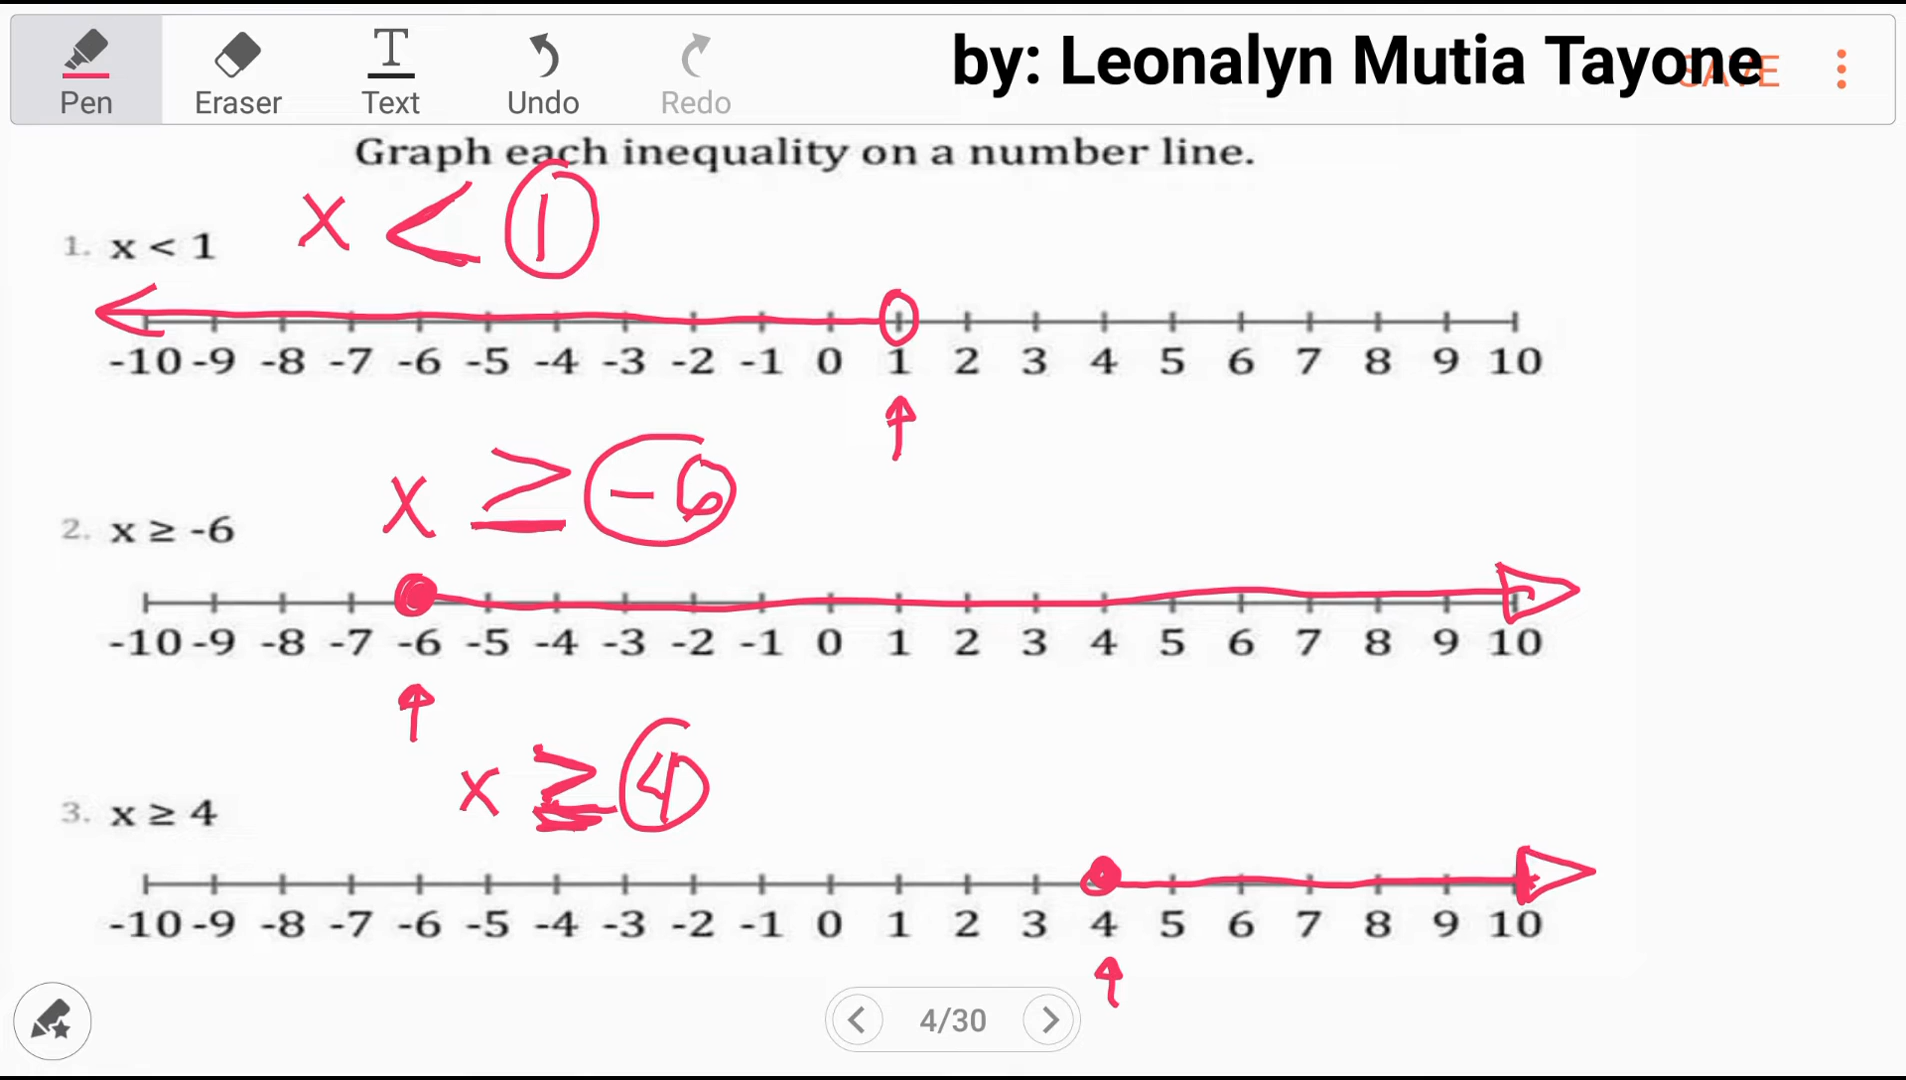 by: Leonalyn Mutia Tayone
SAVE
Pen Eraser Text Undo Redo
Graph each inequality on a number line.
x < 1
1. x < 1
-10 -9 -8 -7 -6 -5 -4 -3 -2 -1 0 1 2 3 4 5 6 7 8 9 10
x ≥ -6
2. x ≥ -6
-10 -9 -8 -7 -6 -5 -4 -3 -2 -1 0 1 2 3 4 5 6 7 8 9 10
x ≥ 4
3. x ≥ 4
-10 -9 -8 -7 -6 -5 -4 -3 -2 -1 0 1 2 3 4 5 6 7 8 9 10
4/30